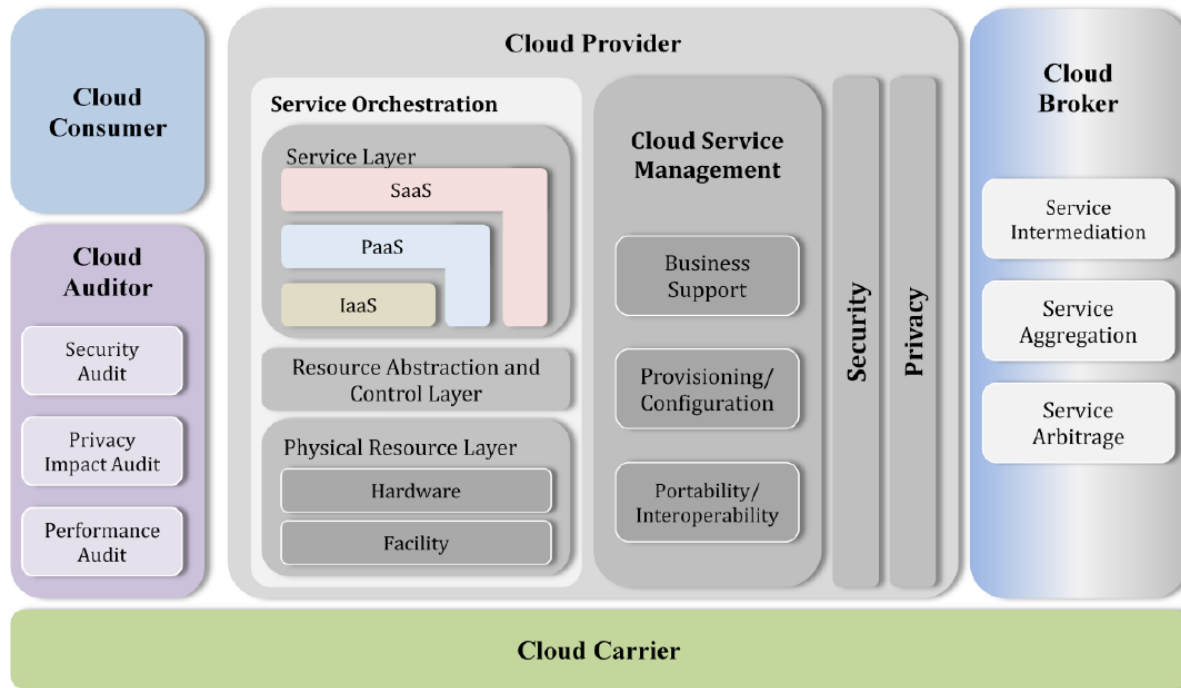 Cloud
Consumer
Cloud
Auditor
Security
Audit
Privacy
Impact Audit
Performance
Audit
Cloud Provider
Service Orchestration
Service Layer
SaaS
PaaS
IaaS
Resource Abstraction and
Control Layer
Physical Resource Layer
Hardware
Facility
Cloud Service
Management
Business
Support
Provisioning/
Configuration
Portability/
Interoperability
Security
Privacy
Cloud
Broker
Service
Intermediation
Service
Aggregation
Service
Arbitrage
Cloud Carrier